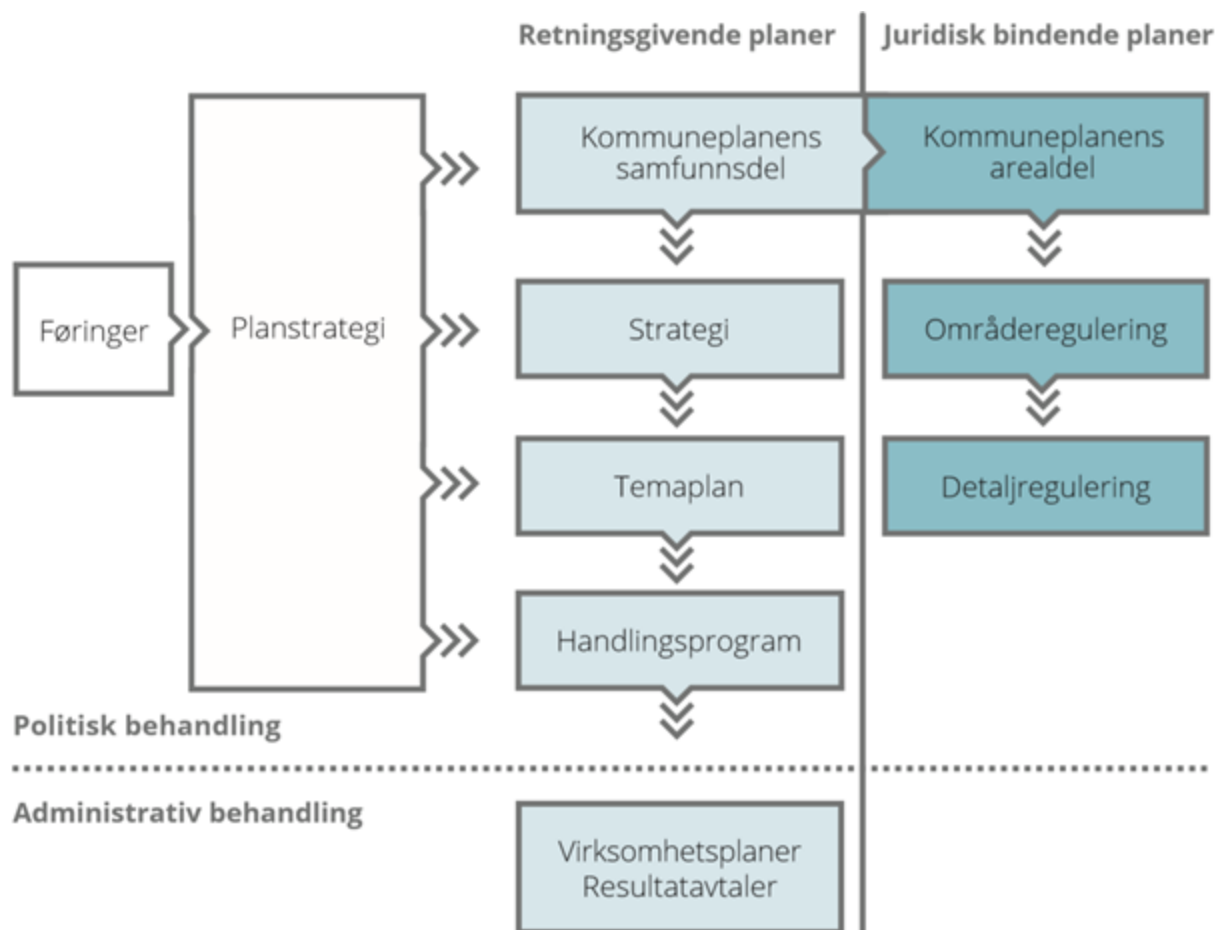 Retningsgivende planer
Juridisk bindende planer
Kommuneplanens
samfunnsdel
Kommuneplanens
arealdel
Føringer
Planstrategi
Strategi
Områderegulering
Temaplan
Detaljregulering
Handlingsprogram
Politisk behandling
Administrativ behandling
Virksomhetsplaner
Resultatavtaler